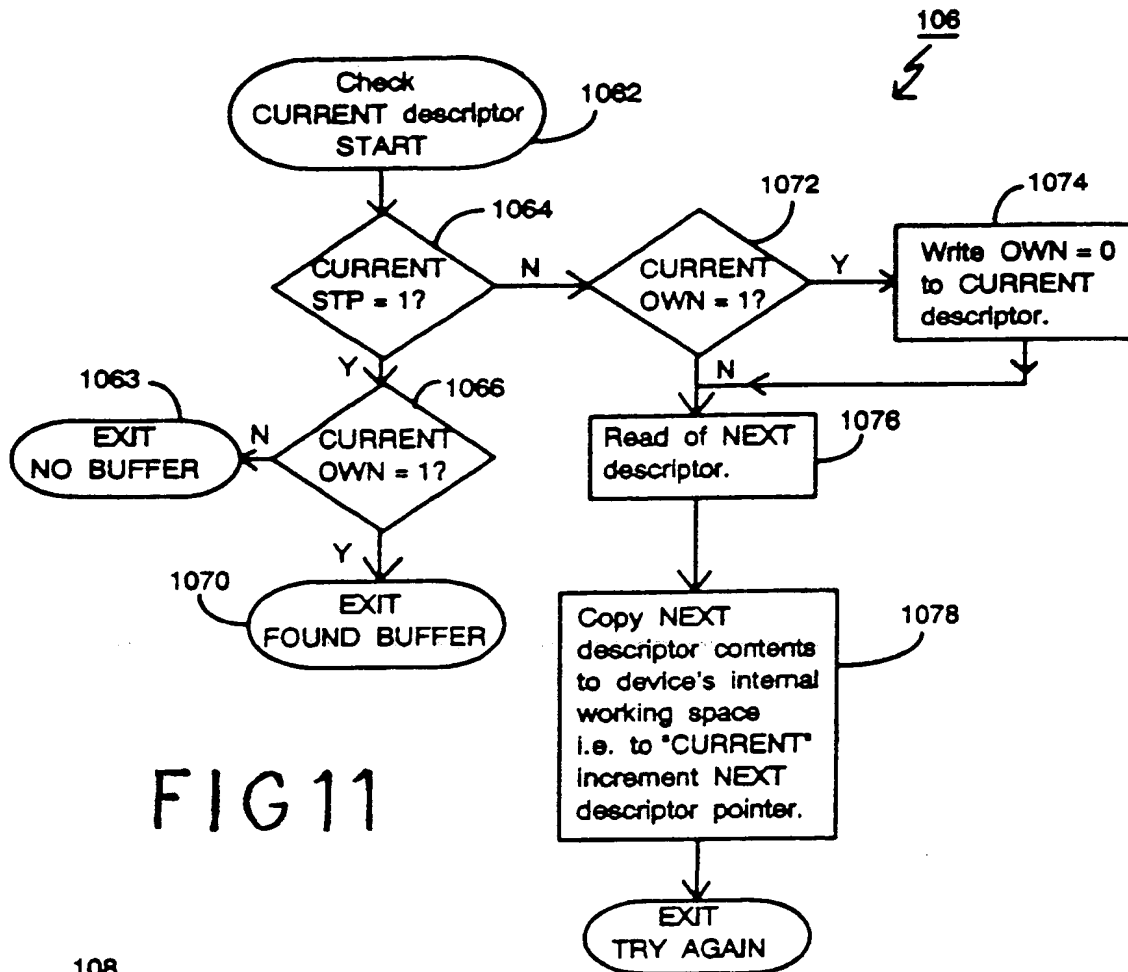 106
Check
CURRENT descriptor
START
1062
1064
CURRENT
STP = 1?
N
1072
CURRENT
OWN = 1?
Y
1074
Write OWN = 0
to CURRENT
descriptor.
Y
N
1063
EXIT
NO BUFFER
N
1066
CURRENT
OWN = 1?
Read of NEXT
descriptor.
1076
Y
1070
EXIT
FOUND BUFFER
Copy NEXT
descriptor contents
to device's internal
working space
i.e. to "CURRENT"
increment NEXT
descriptor pointer.
1078
FIG 11
EXIT
TRY AGAIN
108